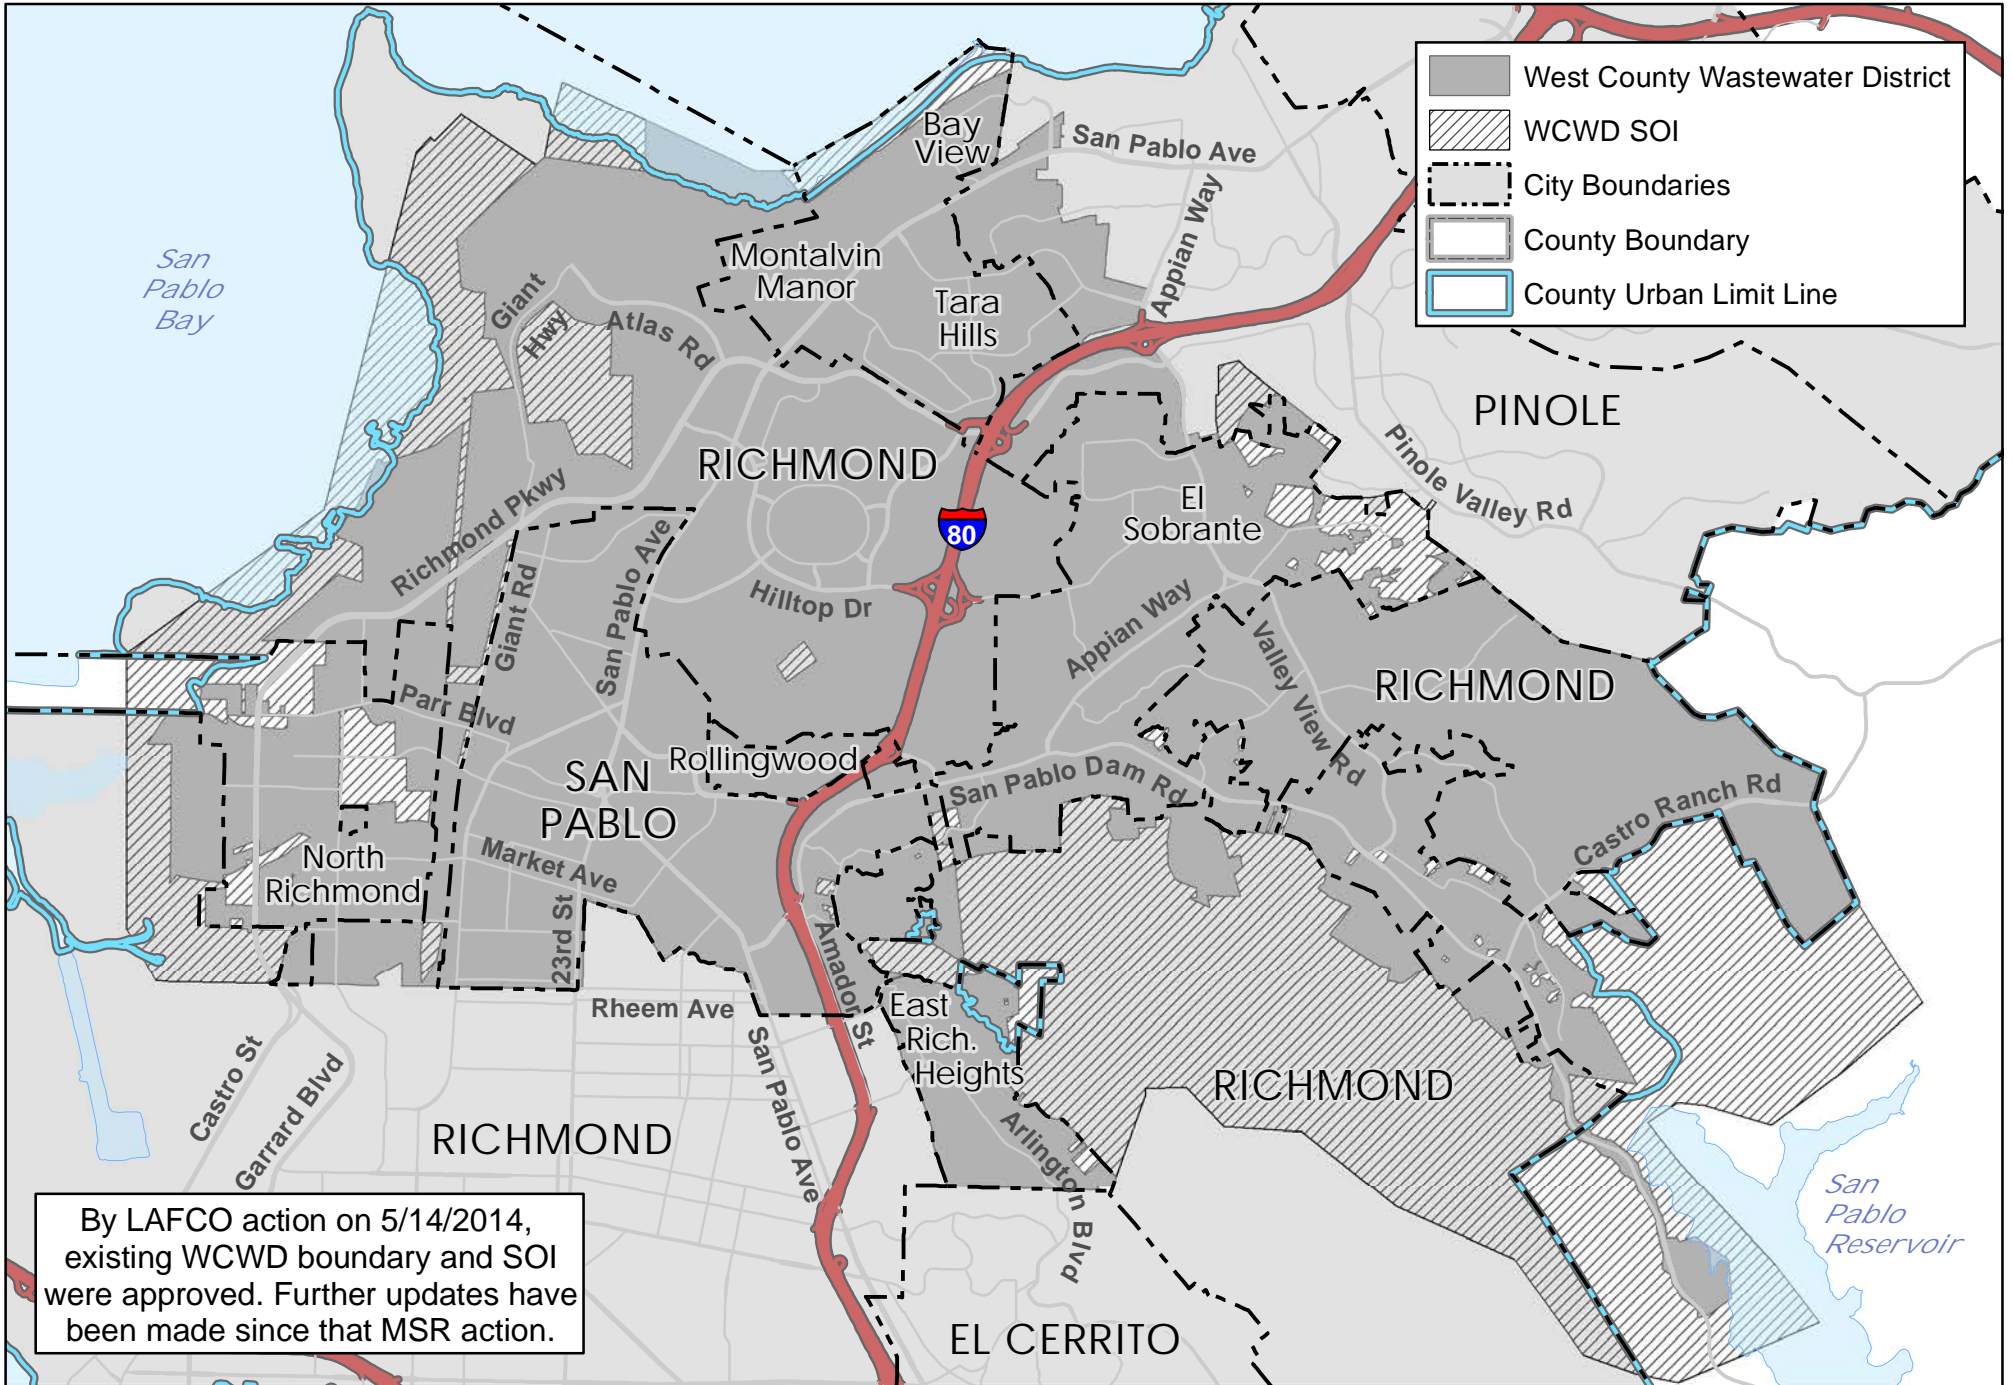 West County Wastewater District
WCWD SOI
City Boundaries
County Boundary
County Urban Limit Line
Bay
View
San Pablo Ave
Appian Way
San
Pablo
Bay
Montalvin
Manor
Tara
Hills
Giant
Hwy
Atlas Rd
PINOLE
RICHMOND
Pinole Valley Rd
El
Sobrante
80
Richmond Pkwy
San Pablo Ave
Giant Rd
Hilltop Dr
Appian Way
Valley View
Rd
RICHMOND
Parr Blvd
Rollingwood
SAN
PABLO
San Pablo Dam Rd
Castro Ranch Rd
North
Richmond
Market Ave
23rd St
Amador St
Rheem Ave
East
Rich.
Heights
San Pablo Ave
Castro St
Garrard Blvd
RICHMOND
RICHMOND
Arlington Blvd
San
Pablo
Reservoir
EL CERRITO
By LAFCO action on 5/14/2014,
existing WCWD boundary and SOI
were approved. Further updates have
been made since that MSR action.